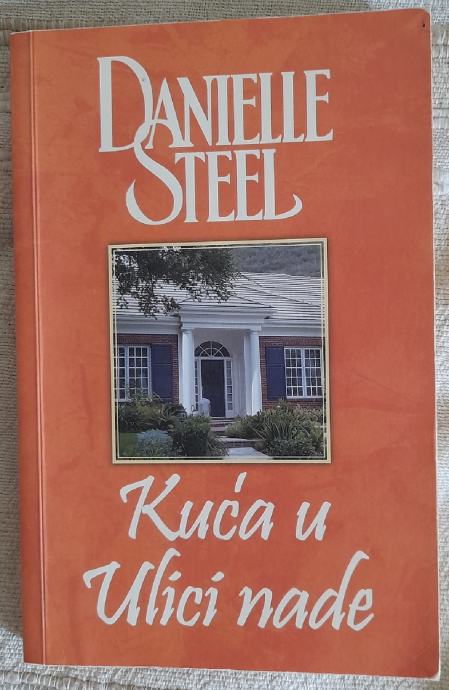 DANIELLE
STEEL
Kuća u
Ulici nade